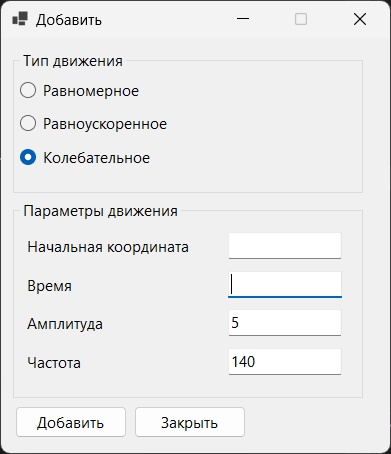 Добавить
Тип движения
Равномерное
Равноускоренное
Колебательное
Параметры движения
Начальная координата
Время
Амплитуда 5
Частота 140
Добавить Закрыть